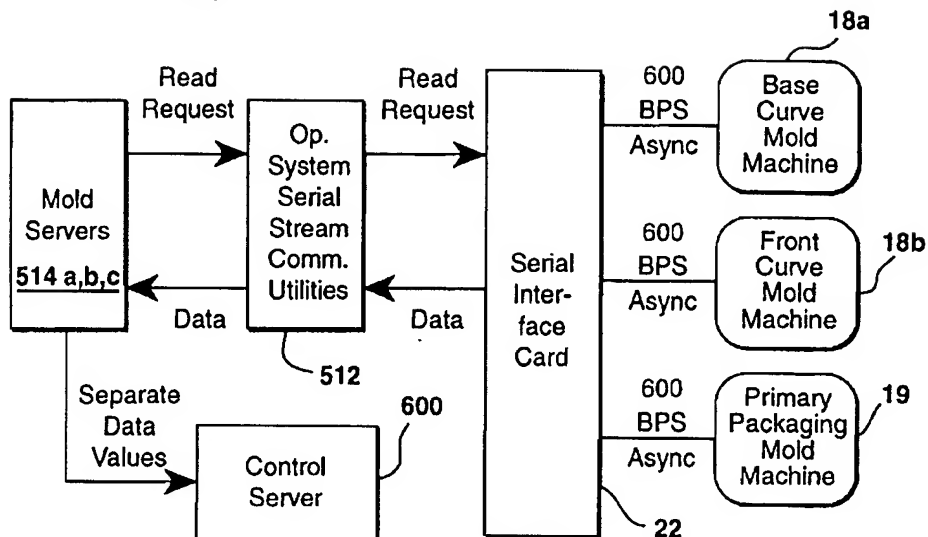 18a
Read
Request
Read
Request
600
BPS
Async
Base
Curve
Mold
Machine
Mold
Servers
514 a,b,c
Op.
System
Serial
Stream
Comm.
Utilities
Data
Data
512
Serial
Inter-
face
Card
600
BPS
Async
Front
Curve
Mold
Machine
18b
Separate
Data
Values
600
Control
Server
600
BPS
Async
Primary
Packaging
Mold
Machine
19
22